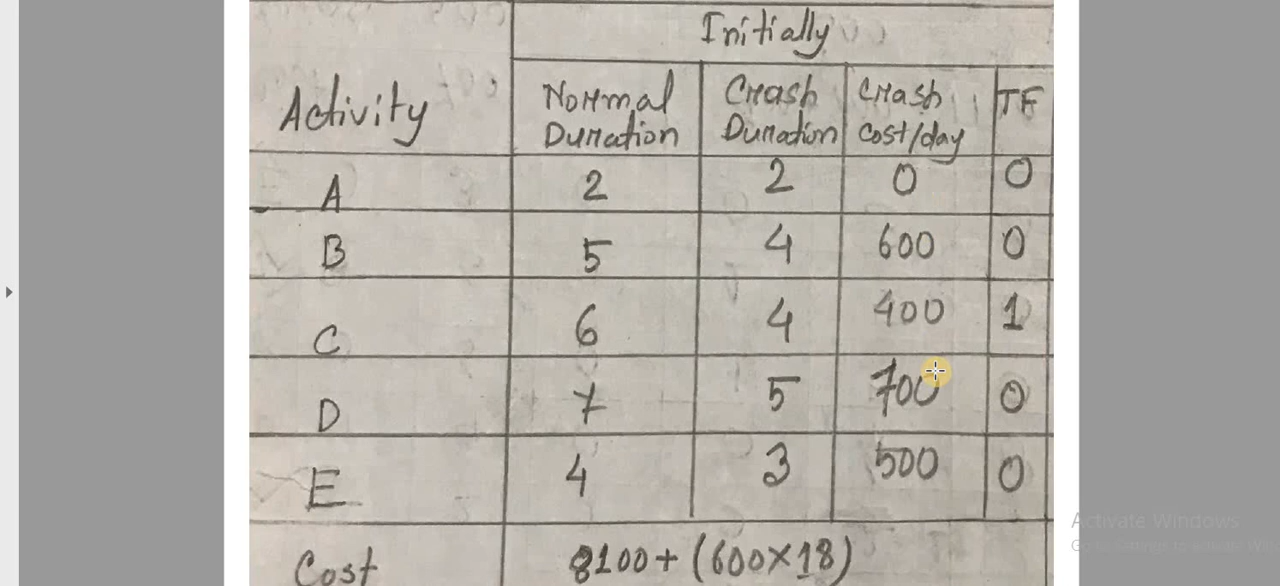 Initially
Activity Normal Duration Crash Duration Crash cost/day TF
A 2 2 0 0
B 5 4 600 0
C 6 4 400 1
D 7 5 700 0
E 4 3 500 0
Cost 8100 + (600×18)
Activate Windows